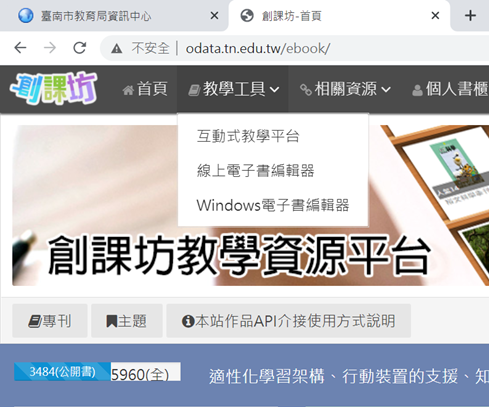 臺南市教育局資訊中心
創課坊-首頁
不安全 odata.tn.edu.tw/ebook/
創課坊 首頁 教學工具 相關資源 個人書櫃
互動式教學平台
線上電子書編輯器
Windows電子書編輯器
創課坊教學資源平台
專刊 主題 本站作品API介接使用方式說明
3484(公開書) 5960(全) 適性化學習架構、行動裝置的支援、知